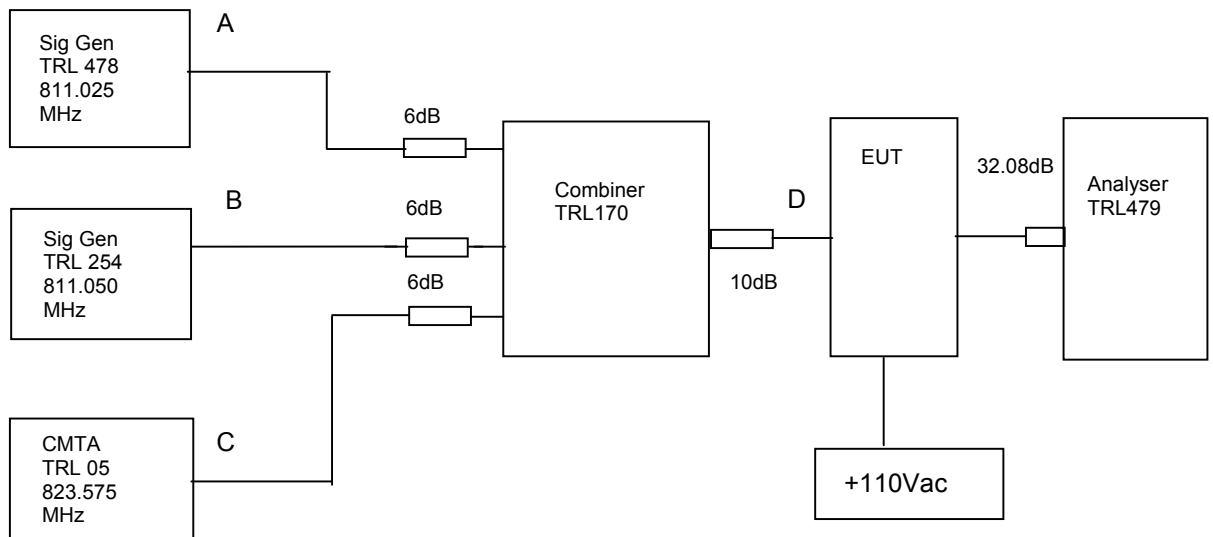 A
Sig Gen
TRL 478
811.025
MHz
6dB
B
Sig Gen
TRL 254
811.050
MHz
6dB
6dB
C
CMTA
TRL 05
823.575
MHz
Combiner
TRL170
10dB
D
EUT
32.08dB
Analyser
TRL479
+110Vac